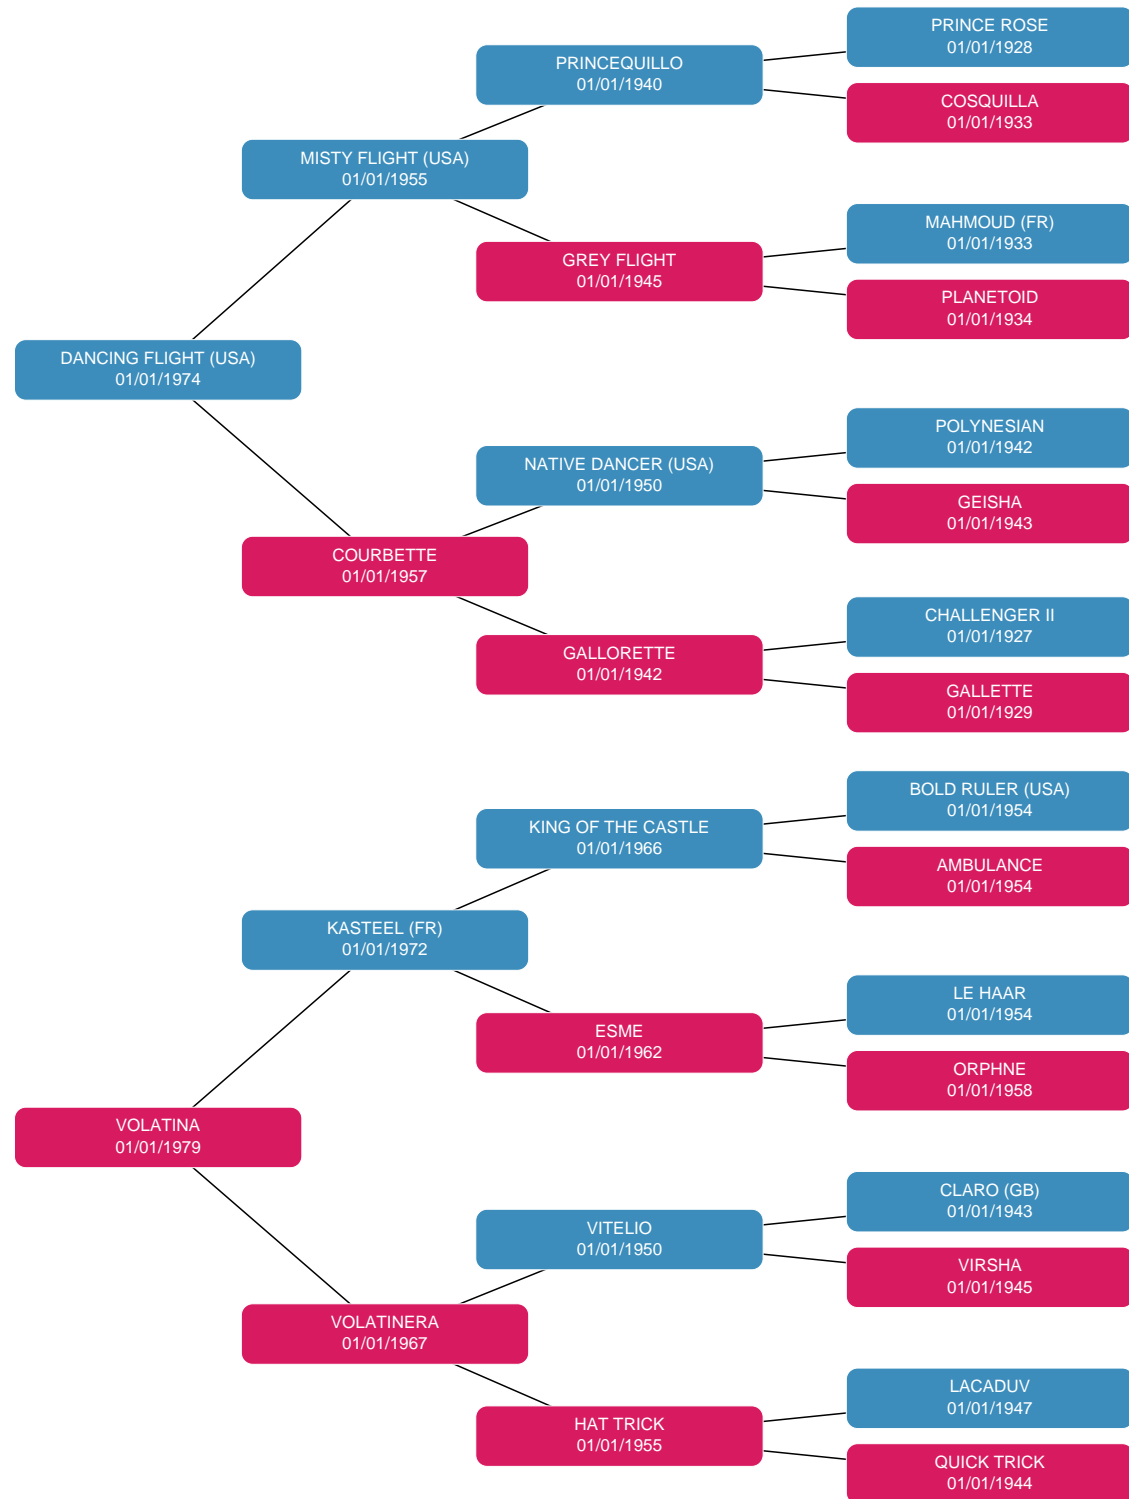 PRINCE ROSE
01/01/1928
PRINCEQUILLO
01/01/1940
COSQUILLA
01/01/1933
MISTY FLIGHT (USA)
01/01/1955
MAHMOUD (FR)
01/01/1933
GREY FLIGHT
01/01/1945
PLANETOID
01/01/1934
DANCING FLIGHT (USA)
01/01/1974
POLYNESIAN
01/01/1942
NATIVE DANCER (USA)
01/01/1950
GEISHA
01/01/1943
COURBETTE
01/01/1957
CHALLENGER II
01/01/1927
GALLORETTE
01/01/1942
GALLETTE
01/01/1929
BOLD RULER (USA)
01/01/1954
KING OF THE CASTLE
01/01/1966
AMBULANCE
01/01/1954
KASTEEL (FR)
01/01/1972
LE HAAR
01/01/1954
ESME
01/01/1962
ORPHNE
01/01/1958
VOLATINA
01/01/1979
CLARO (GB)
01/01/1943
VITELIO
01/01/1950
VIRSHA
01/01/1945
VOLATINERA
01/01/1967
LACADUV
01/01/1947
HAT TRICK
01/01/1955
QUICK TRICK
01/01/1944